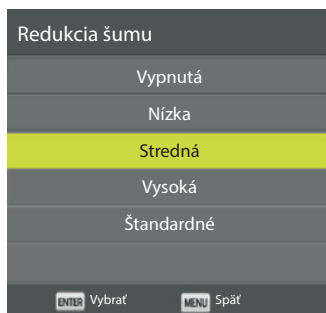 Redukcia šumu
Vypnutá
Nízka
Stredná
Vysoká
Štandardné
ENTER Vybrať MENU Späť